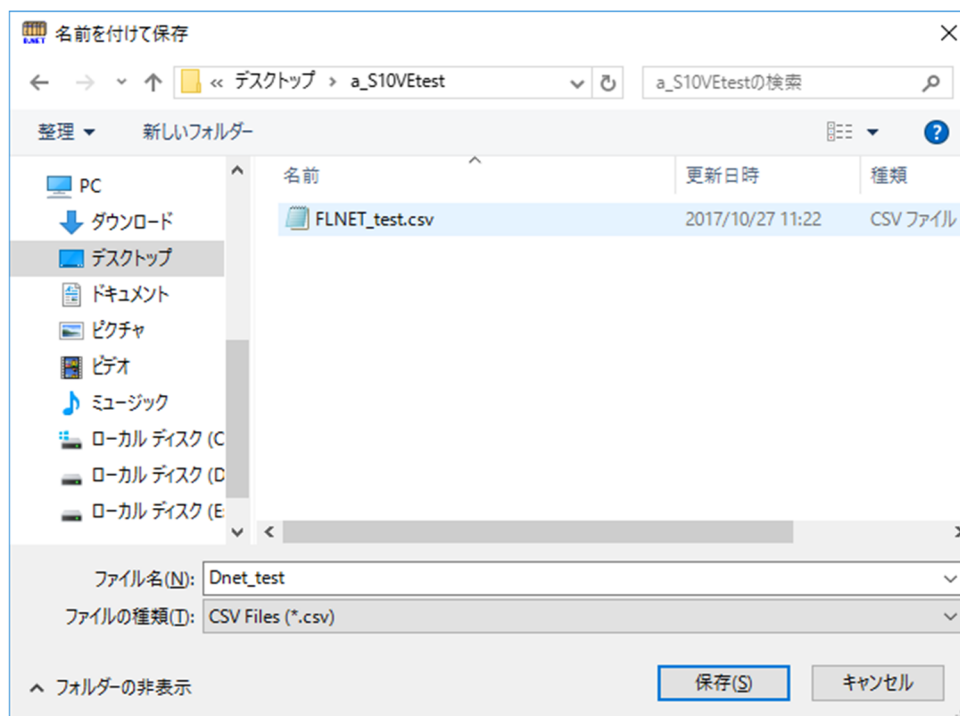 D.NET 名前を付けて保存
« デスクトップ › a_S10VEtest
a_S10VEtestの検索
整理 新しいフォルダー
名前 更新日時 種類
PC
ダウンロード
デスクトップ
ドキュメント
ピクチャ
ビデオ
ミュージック
ローカル ディスク (C
ローカル ディスク (D
ローカル ディスク (E
FLNET_test.csv 2017/10/27 11:22 CSV ファイル
ファイル名(N): Dnet_test
ファイルの種類(T): CSV Files (*.csv)
フォルダーの非表示
保存(S) キャンセル